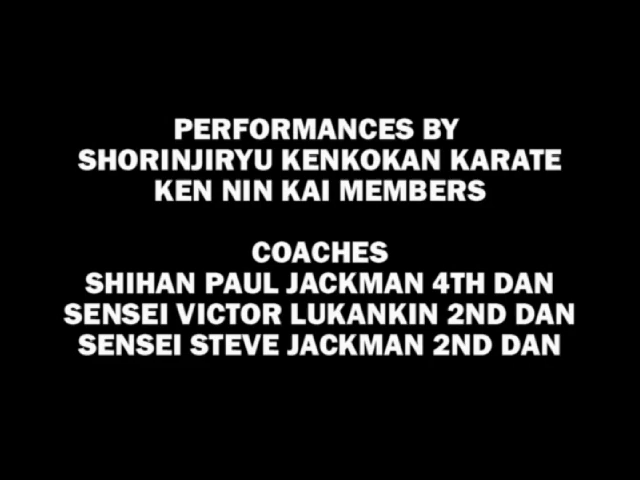 PERFORMANCES BY
SHORINJIRYU KENKOKAN KARATE
KEN NIN KAI MEMBERS
COACHES
SHIHAN PAUL JACKMAN 4TH DAN
SENSEI VICTOR LUKANKIN 2ND DAN
SENSEI STEVE JACKMAN 2ND DAN